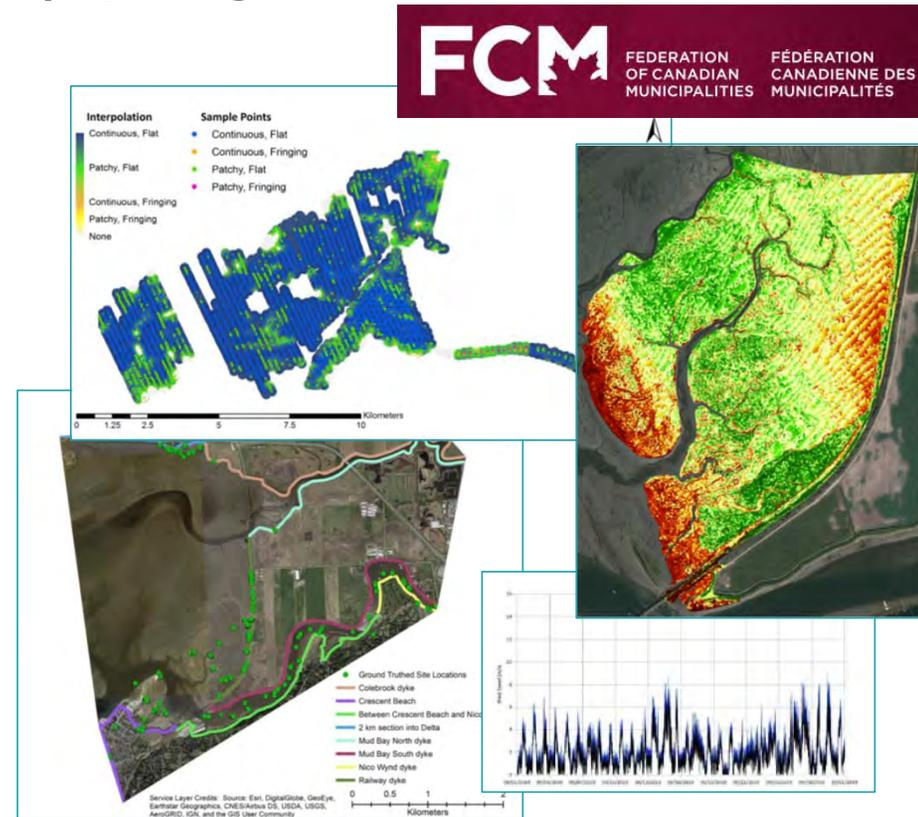 FCM
FEDERATION
OF CANADIAN
MUNICIPALITIES
FÉDÉRATION
CANADIENNE DES
MUNICIPALITÉS
Interpolation
Continuous, Flat
Patchy, Flat
Continuous, Fringing
Patchy, Fringing
None
Sample Points
Continuous, Flat
Continuous, Fringing
Patchy, Flat
Patchy, Fringing
Kilometers
0 1.25 2.5 5 7.5 10
Ground Truthed Site Locations
Colebrook dyke
Crescent Beach
Between Crescent Beach and Nico
2 km section into Delta
Mud Bay North dyke
Mud Bay South dyke
Nico Wynd dyke
Railway dyke
Service Layer Credits: Source: Esri, DigitalGlobe, GeoEye,
Earthstar Geographics, CNES/Airbus DS, USDA, USGS,
AeroGRID, IGN, and the GIS User Community
0 0.5 1 2
Kilometers